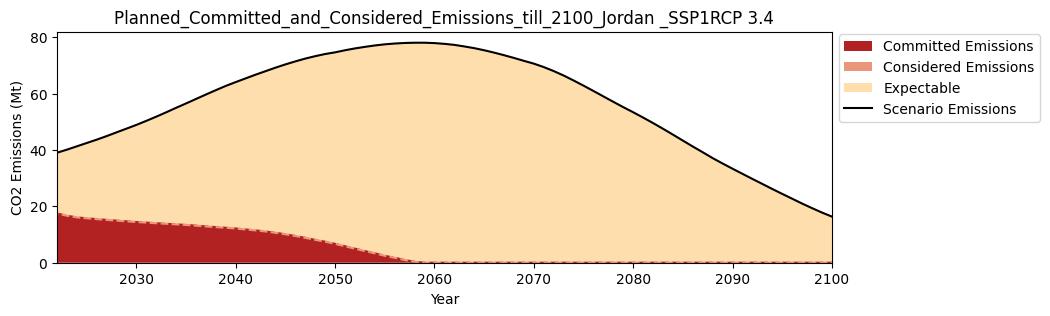 Planned_Committed_and_Considered_Emissions_till_2100_Jordan _SSP1RCP 3.4
CO2 Emissions (Mt)
80
60
40
20
0
2030
2040
2050
2060
2070
2080
2090
2100
Year
Committed Emissions
Considered Emissions
Expectable
Scenario Emissions